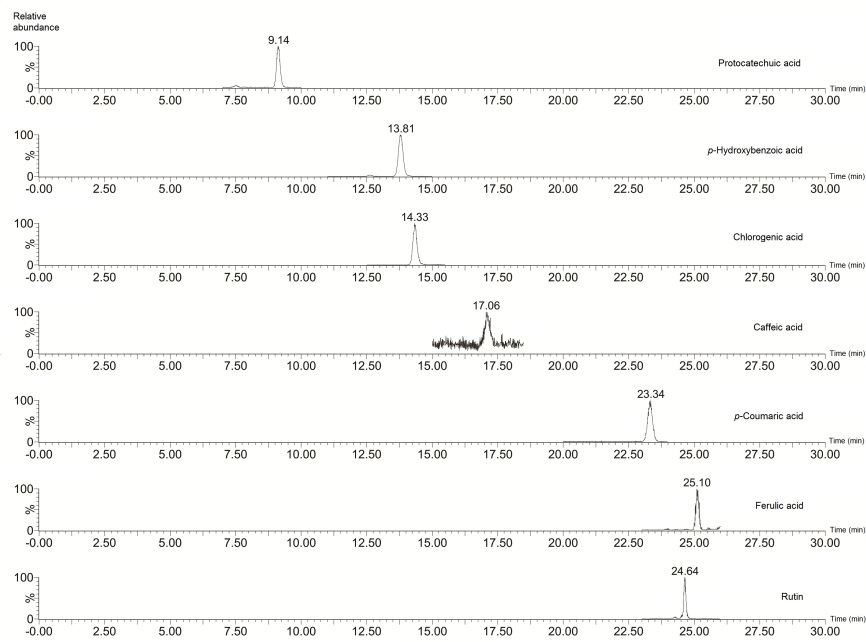 Relative
abundance
9.14
100
%
Protocatechuic acid
0
Time (min)
-0.00 2.50 5.00 7.50 10.00 12.50 15.00 17.50 20.00 22.50 25.00 27.50 30.00
13.81
100
%
p-Hydroxybenzoic acid
0
Time (min)
-0.00 2.50 5.00 7.50 10.00 12.50 15.00 17.50 20.00 22.50 25.00 27.50 30.00
14.33
100
%
Chlorogenic acid
0
Time (min)
-0.00 2.50 5.00 7.50 10.00 12.50 15.00 17.50 20.00 22.50 25.00 27.50 30.00
17.06
100
%
Caffeic acid
0
Time (min)
-0.00 2.50 5.00 7.50 10.00 12.50 15.00 17.50 20.00 22.50 25.00 27.50 30.00
23.34
100
%
p-Coumaric acid
0
Time (min)
-0.00 2.50 5.00 7.50 10.00 12.50 15.00 17.50 20.00 22.50 25.00 27.50 30.00
25.10
100
%
Ferulic acid
0
Time (min)
-0.00 2.50 5.00 7.50 10.00 12.50 15.00 17.50 20.00 22.50 25.00 27.50 30.00
24.64
100
%
Rutin
0
Time (min)
-0.00 2.50 5.00 7.50 10.00 12.50 15.00 17.50 20.00 22.50 25.00 27.50 30.00